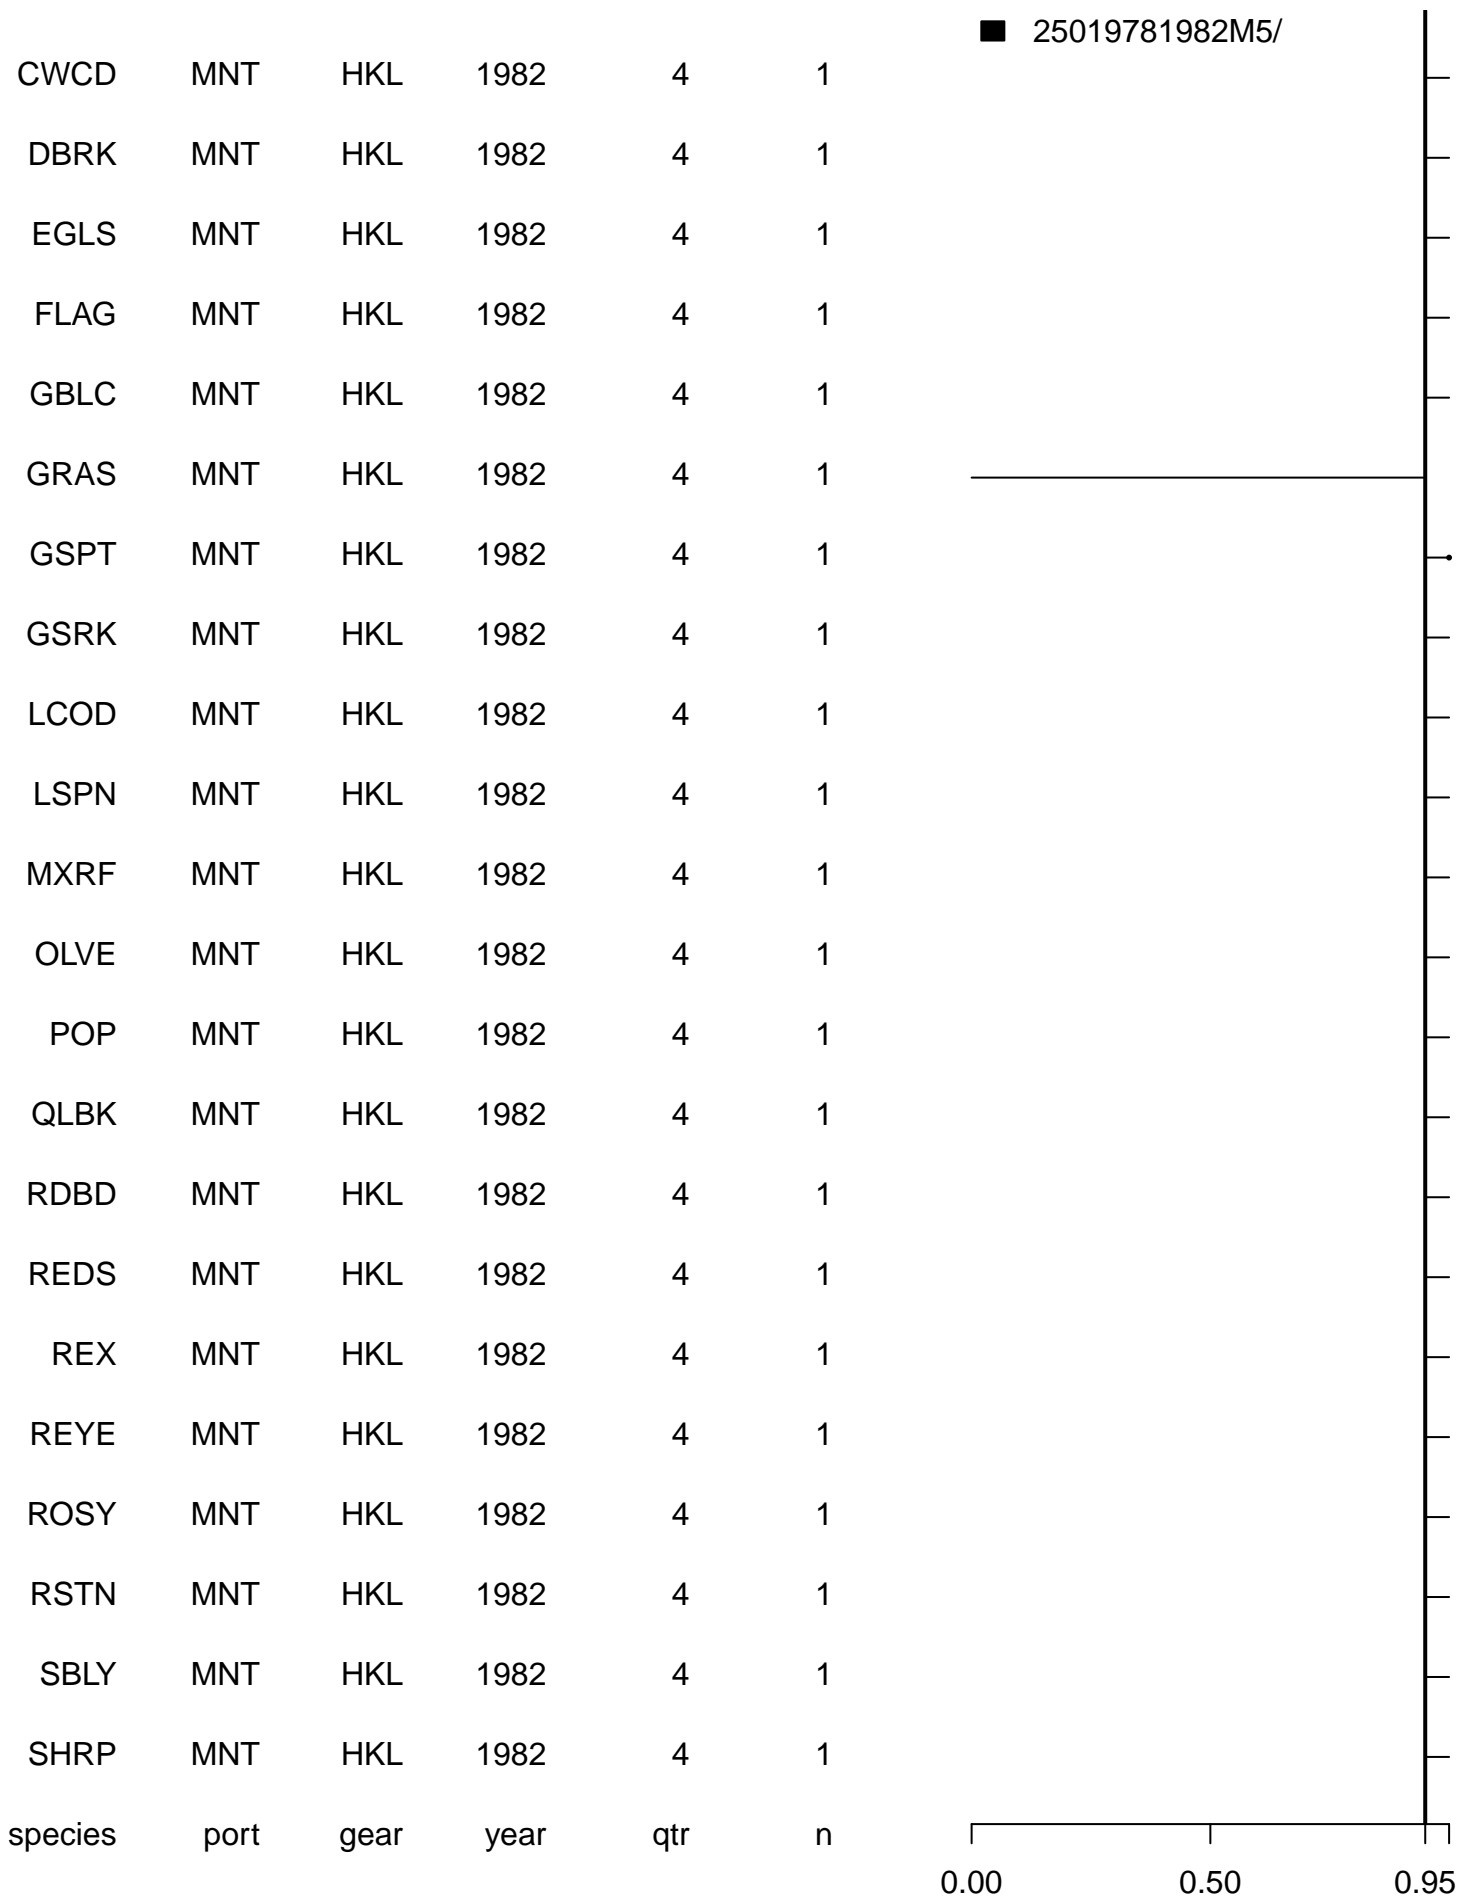 25019781982M5/
CWCD MNT HKL 1982 4 1
DBRK MNT HKL 1982 4 1
EGLS MNT HKL 1982 4 1
FLAG MNT HKL 1982 4 1
GBLC MNT HKL 1982 4 1
GRAS MNT HKL 1982 4 1
GSPT MNT HKL 1982 4 1
GSRK MNT HKL 1982 4 1
LCOD MNT HKL 1982 4 1
LSPN MNT HKL 1982 4 1
MXRF MNT HKL 1982 4 1
OLVE MNT HKL 1982 4 1
POP MNT HKL 1982 4 1
QLBK MNT HKL 1982 4 1
RDBD MNT HKL 1982 4 1
REDS MNT HKL 1982 4 1
REX MNT HKL 1982 4 1
REYE MNT HKL 1982 4 1
ROSY MNT HKL 1982 4 1
RSTN MNT HKL 1982 4 1
SBLY MNT HKL 1982 4 1
SHRP MNT HKL 1982 4 1
species port gear year qtr n
0.00 0.50 0.95